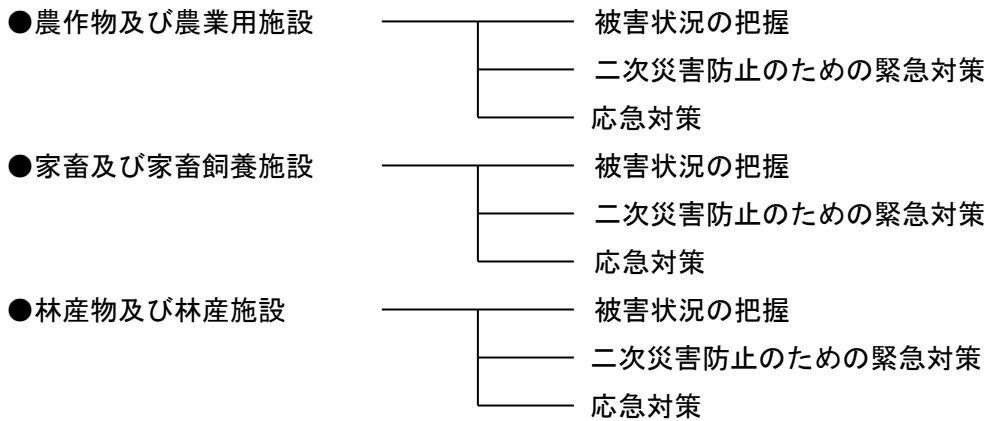 ●農作物及び農業用施設 被害状況の把握
二次災害防止のための緊急対策
応急対策
●家畜及び家畜飼養施設 被害状況の把握
二次災害防止のための緊急対策
応急対策
●林産物及び林産施設 被害状況の把握
二次災害防止のための緊急対策
応急対策